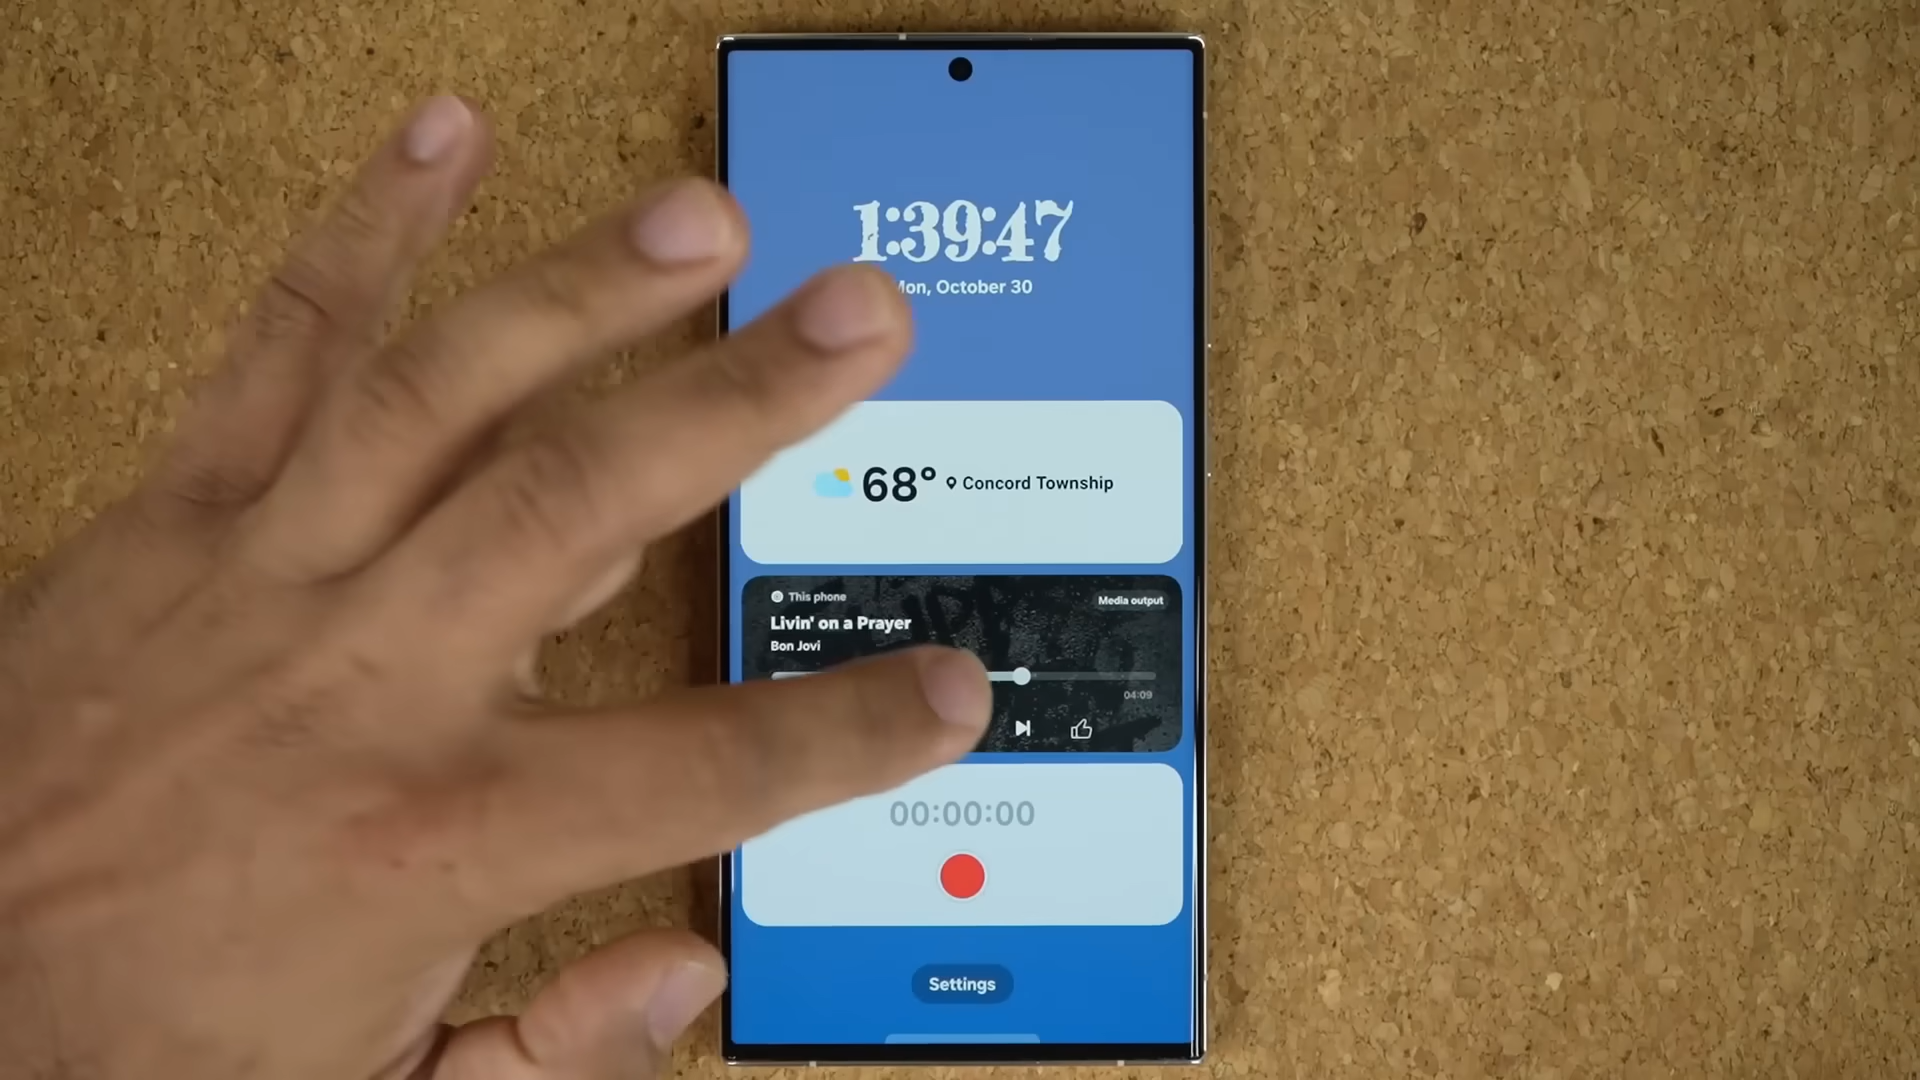 1:39:47
Mon, October 30
68° Concord Township
This phone
Media output
Livin' on a Prayer
Bon Jovi
04:09
00:00:00
Settings